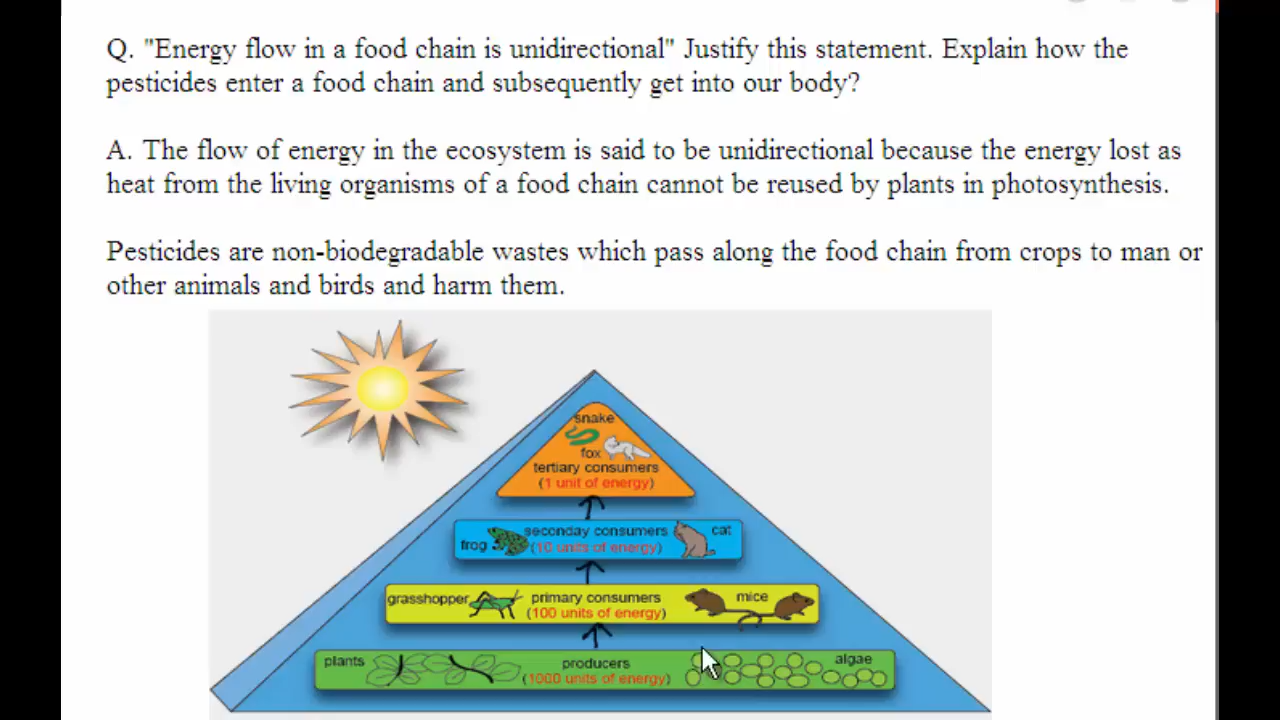 Q. "Energy flow in a food chain is unidirectional" Justify this statement. Explain how the
pesticides enter a food chain and subsequently get into our body?
A. The flow of energy in the ecosystem is said to be unidirectional because the energy lost as
heat from the living organisms of a food chain cannot be reused by plants in photosynthesis.
Pesticides are non-biodegradable wastes which pass along the food chain from crops to man or
other animals and birds and harm them.
snake
fox
tertiary consumers
(1 unit of energy)
frog seconday consumers cat
(10 units of energy)
grasshopper primary consumers mice
(100 units of energy)
plants producers algae
(1000 units of energy)